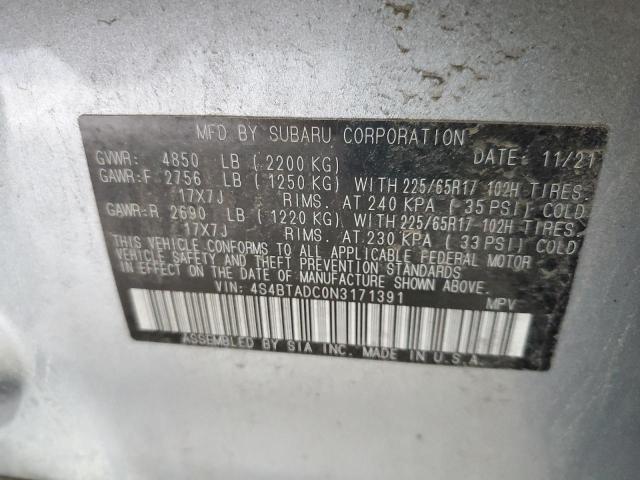 MFD BY SUBARU CORPORATION
GVWR: 4850 LB (2200 KG) DATE: 11/21
GAWR:F 2756 LB (1250 KG) WITH 225/65R17 102H TIRES,
17X7J RIMS, AT 240 KPA (35 PSI) COLD
GAWR:R 2690 LB (1220 KG) WITH 225/65R17 102H TIRES,
17X7J RIMS, AT 230 KPA (33 PSI) COLD
THIS VEHICLE CONFORMS TO ALL APPLICABLE FEDERAL MOTOR
VEHICLE SAFETY AND THEFT PREVENTION STANDARDS
IN EFFECT ON THE DATE OF MANUFACTURE SHOWN ABOVE.
VIN: 4S4BTADC0N3171391 MPV
ASSEMBLED BY SIA INC. MADE IN U.S.A.